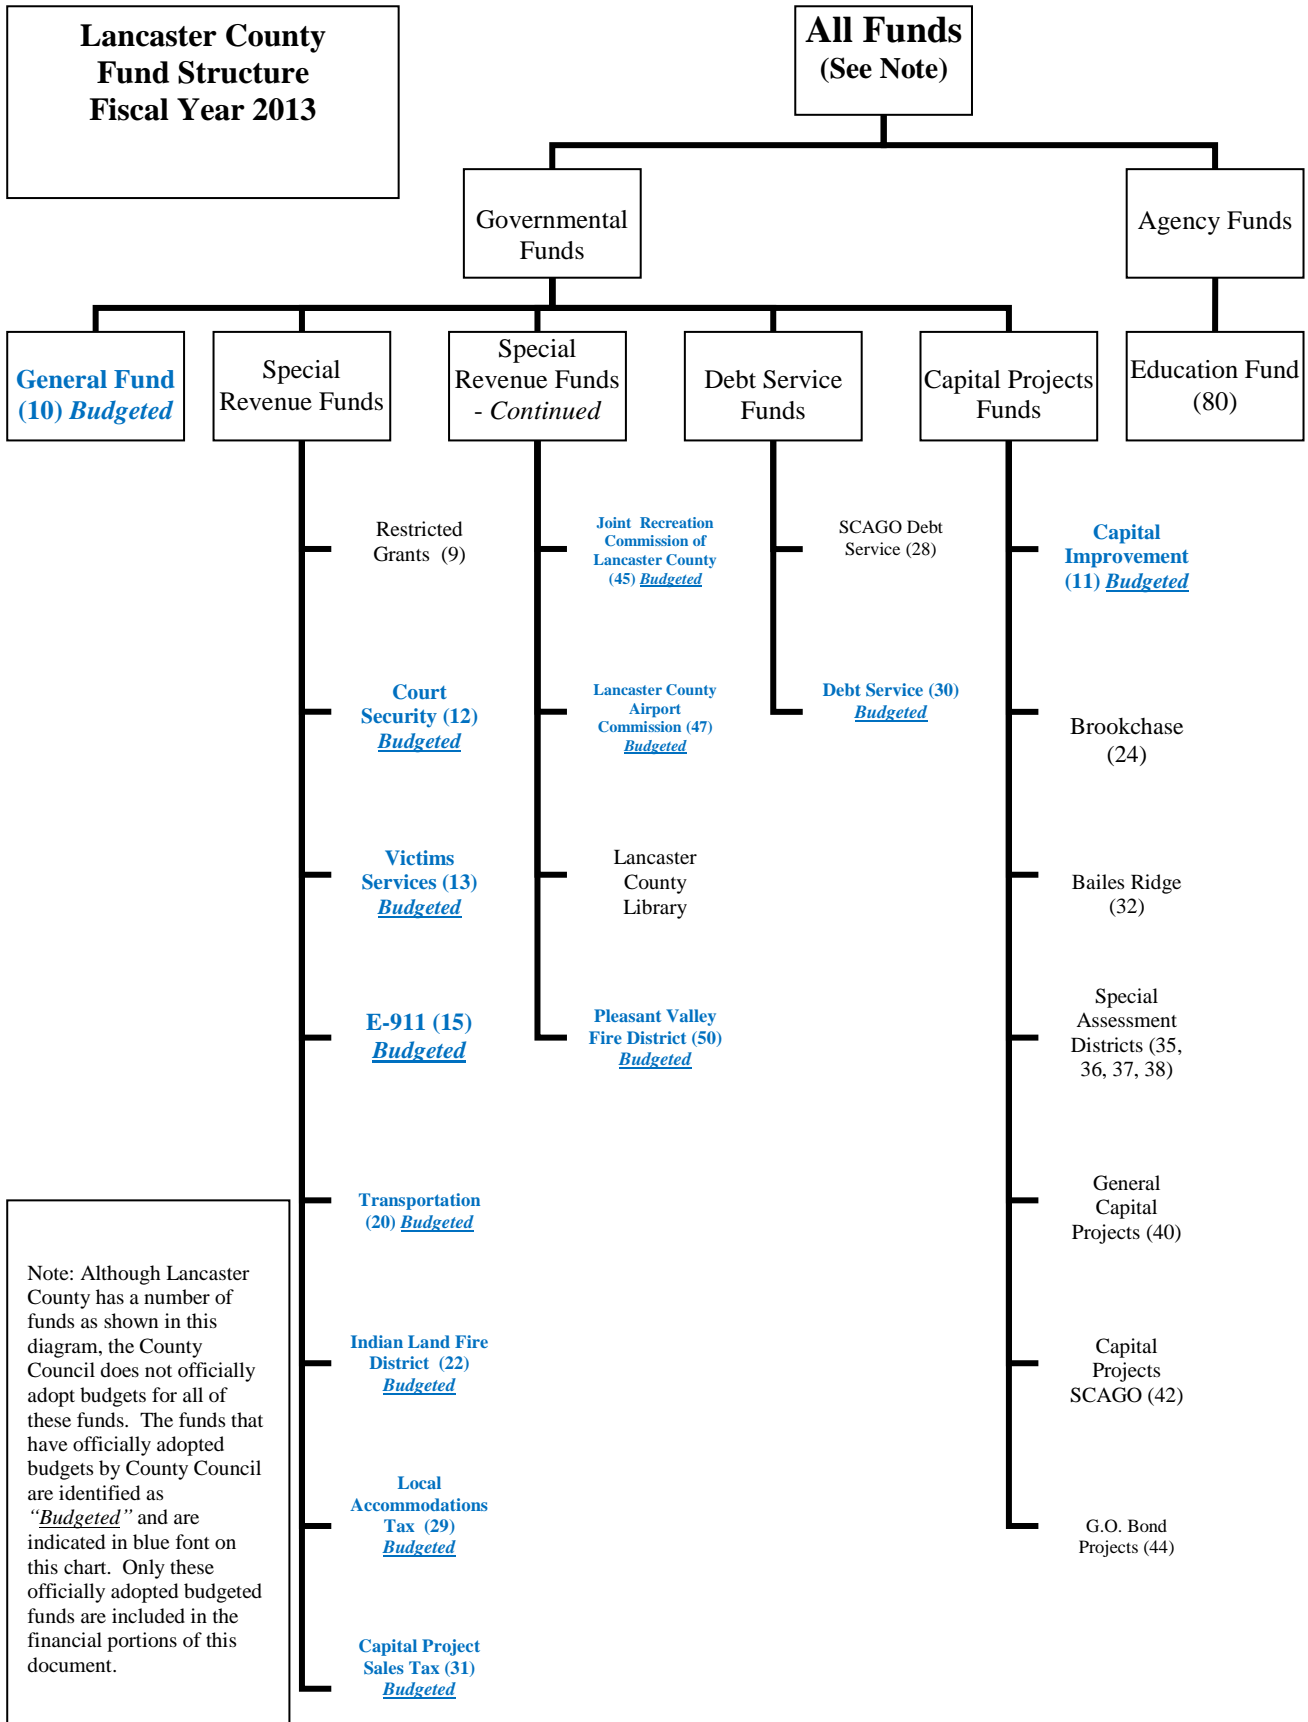 Lancaster County
Fund Structure
Fiscal Year 2013
All Funds
(See Note)
Governmental
Funds
Agency Funds
General Fund
(10) Budgeted
Special
Revenue Funds
Special
Revenue Funds
- Continued
Debt Service
Funds
Capital Projects
Funds
Education Fund
(80)
Restricted
Grants (9)
Court
Security (12)
Budgeted
Victims
Services (13)
Budgeted
E-911 (15)
Budgeted
Transportation
(20) Budgeted
Indian Land Fire
District (22)
Budgeted
Local
Accommodations
Tax (29)
Budgeted
Capital Project
Sales Tax (31)
Budgeted
Joint Recreation
Commission of
Lancaster County
(45) Budgeted
Lancaster County
Airport
Commission (47)
Budgeted
Lancaster
County
Library
Pleasant Valley
Fire District (50)
Budgeted
SCAGO Debt
Service (28)
Debt Service (30)
Budgeted
Capital
Improvement
(11) Budgeted
Brookchase
(24)
Bailes Ridge
(32)
Special
Assessment
Districts (35,
36, 37, 38)
General
Capital
Projects (40)
Capital
Projects
SCAGO (42)
G.O. Bond
Projects (44)
Note: Although Lancaster
County has a number of
funds as shown in this
diagram, the County
Council does not officially
adopt budgets for all of
these funds. The funds that
have officially adopted
budgets by County Council
are identified as
“Budgeted” and are
indicated in blue font on
this chart. Only these
officially adopted budgeted
funds are included in the
financial portions of this
document.